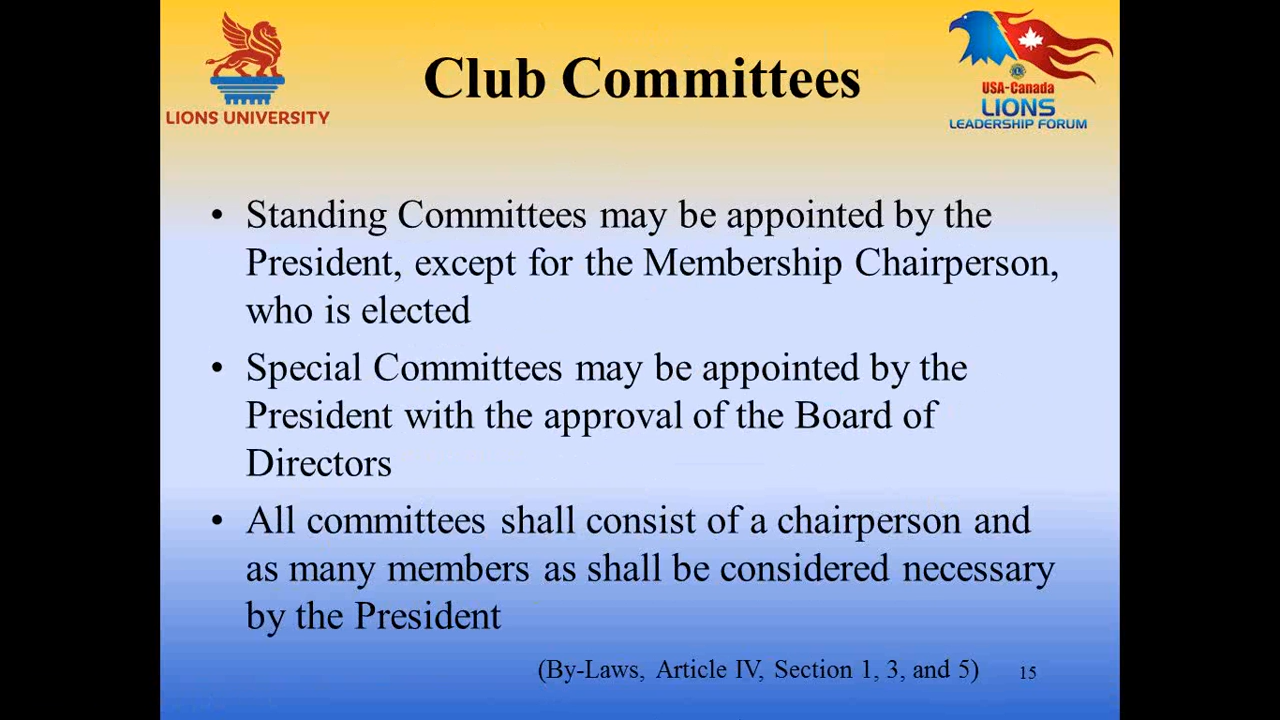 Club Committees
LIONS UNIVERSITY
USA-Canada
LIONS
LEADERSHIP FORUM
• Standing Committees may be appointed by the
President, except for the Membership Chairperson,
who is elected
• Special Committees may be appointed by the
President with the approval of the Board of
Directors
• All committees shall consist of a chairperson and
as many members as shall be considered necessary
by the President
(By-Laws, Article IV, Section 1, 3, and 5)
15